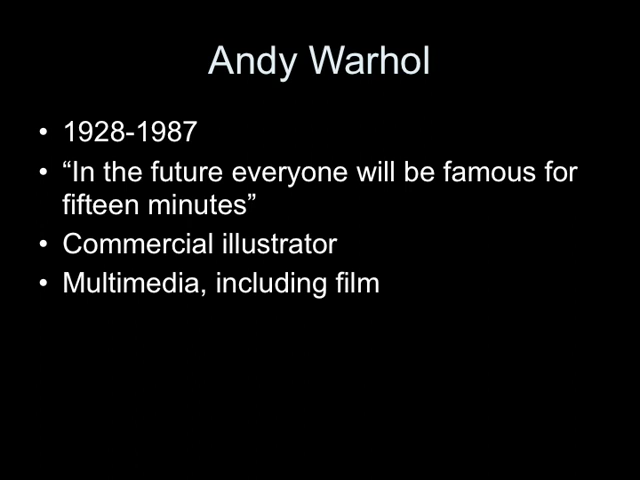 Andy Warhol
• 1928-1987
• “In the future everyone will be famous for
fifteen minutes”
• Commercial illustrator
• Multimedia, including film